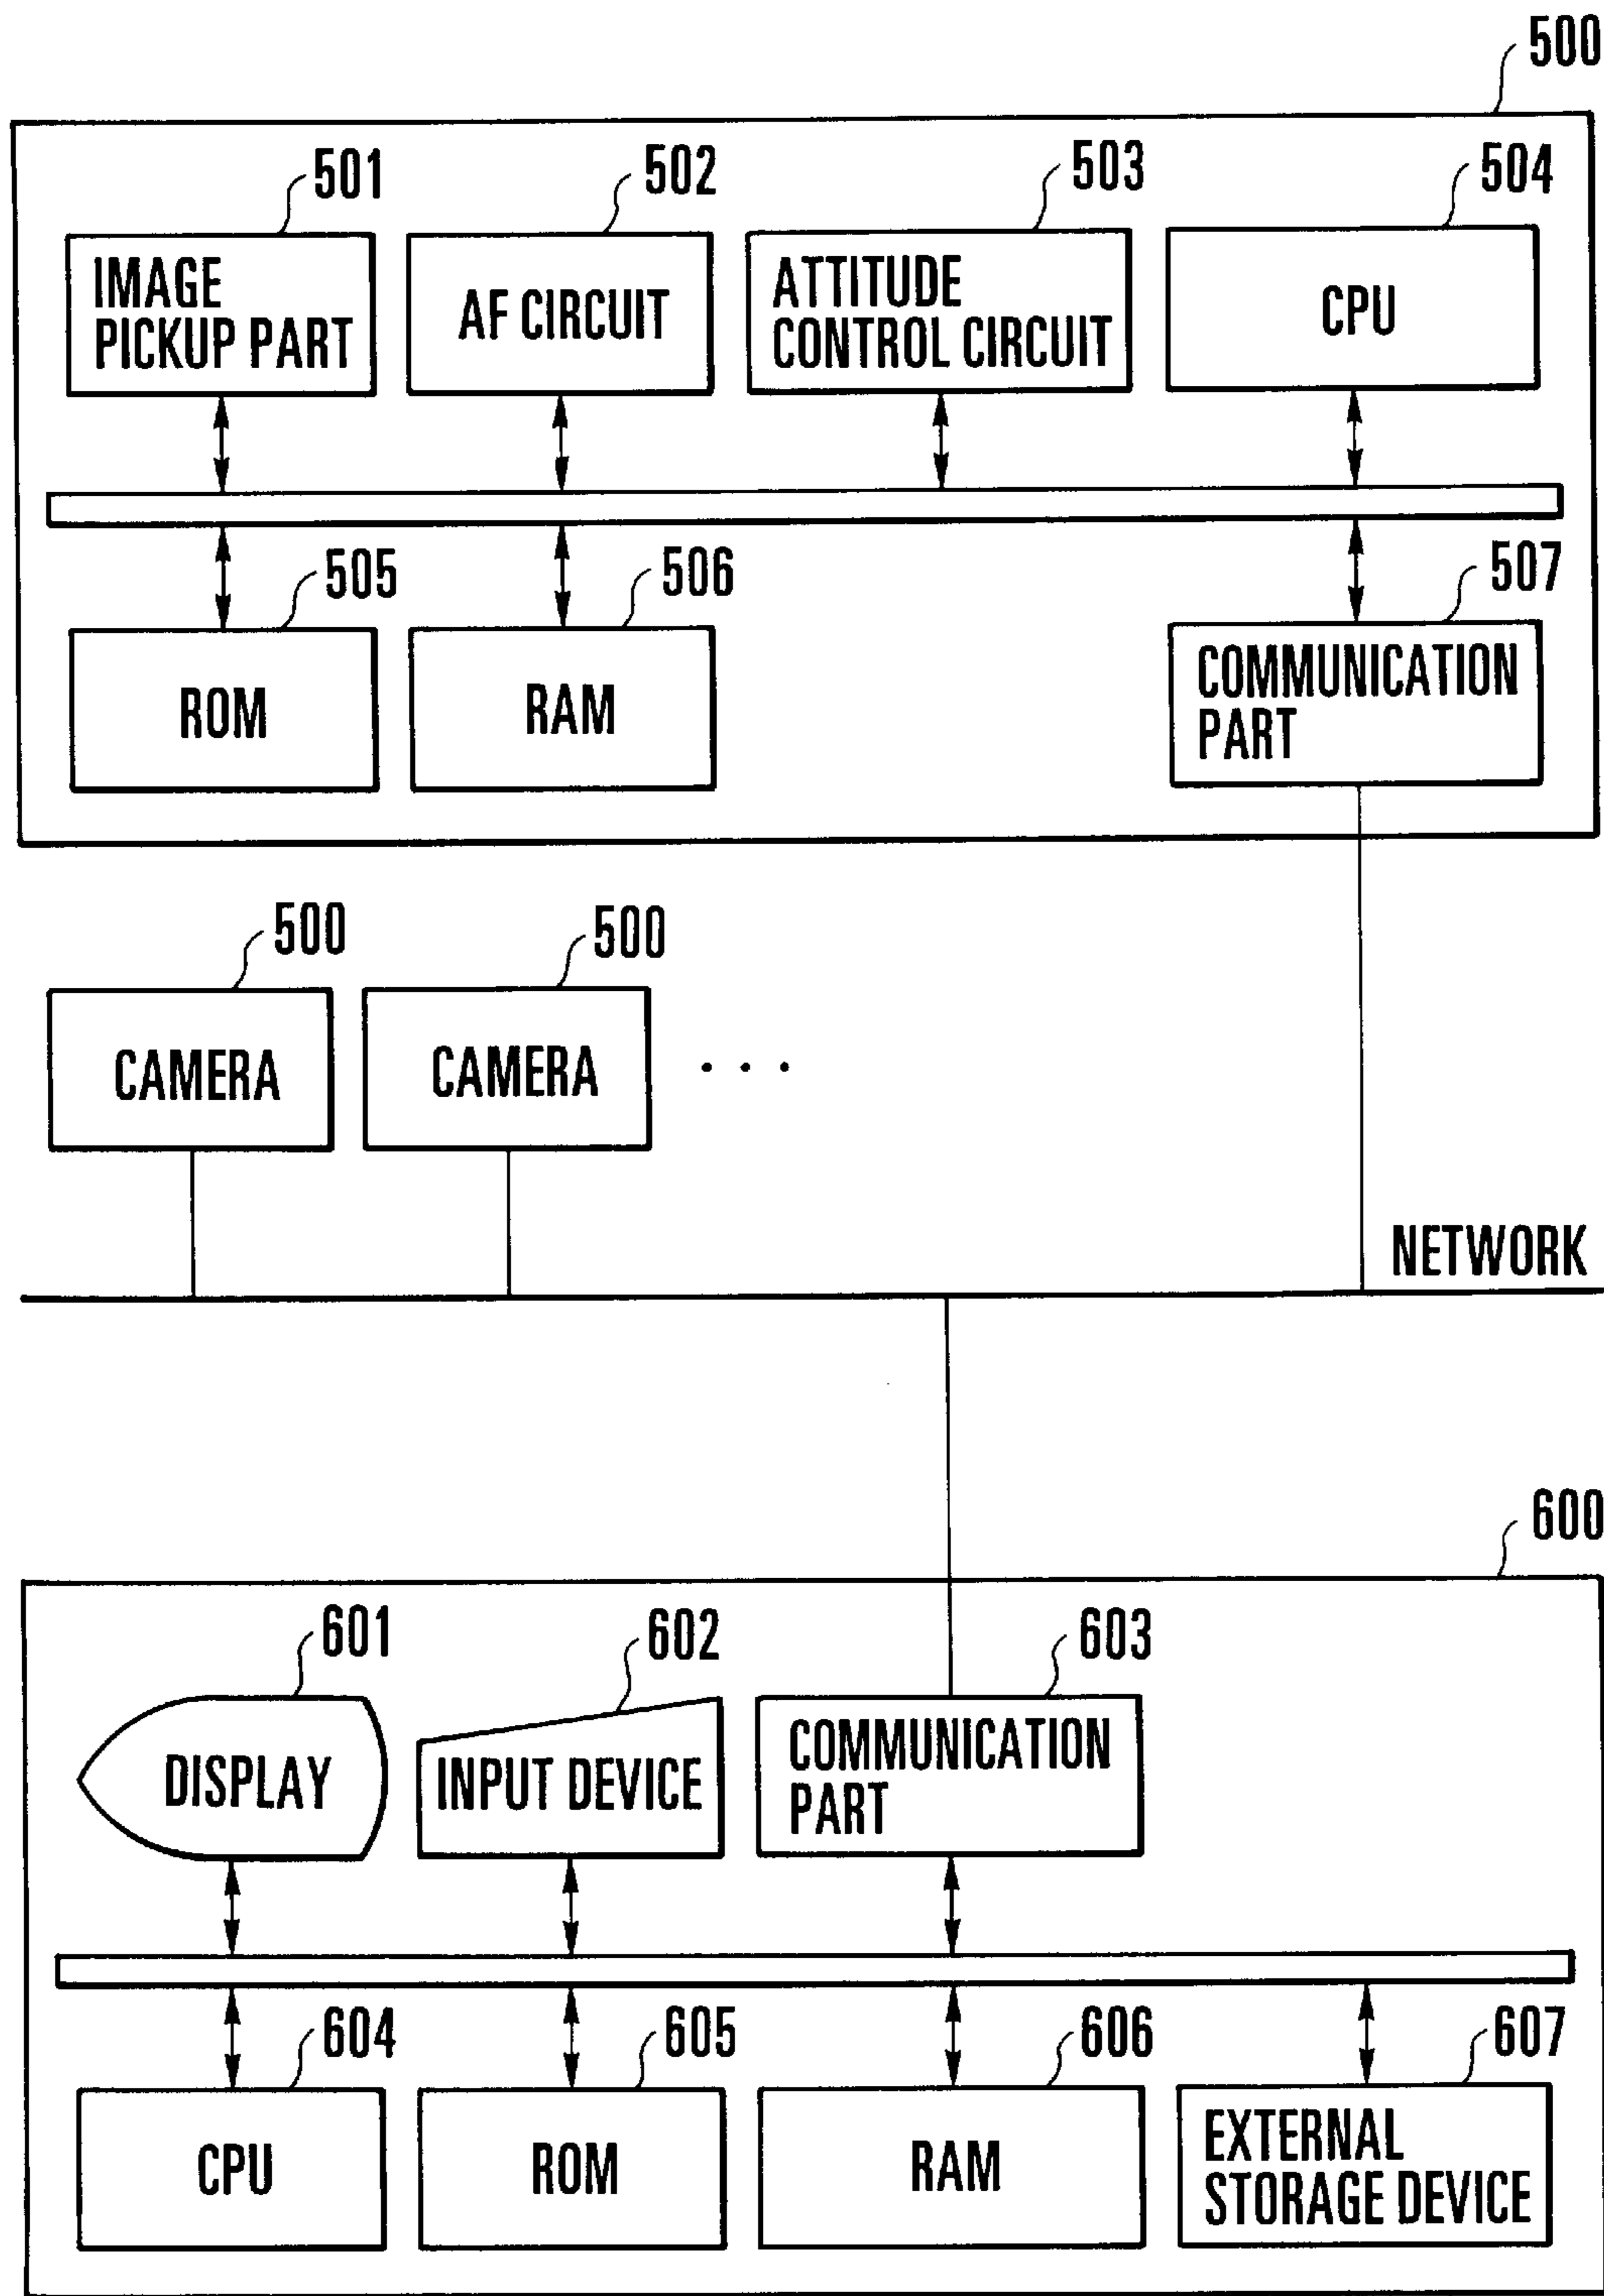 500
501
502
503
504
IMAGE
PICKUP PART
AF CIRCUIT
ATTITUDE
CONTROL CIRCUIT
CPU
505
506
507
ROM
RAM
COMMUNICATION
PART
500
500
CAMERA
CAMERA
. . .
NETWORK
600
601
602
603
DISPLAY
INPUT DEVICE
COMMUNICATION
PART
604
605
606
607
CPU
ROM
RAM
EXTERNAL
STORAGE DEVICE